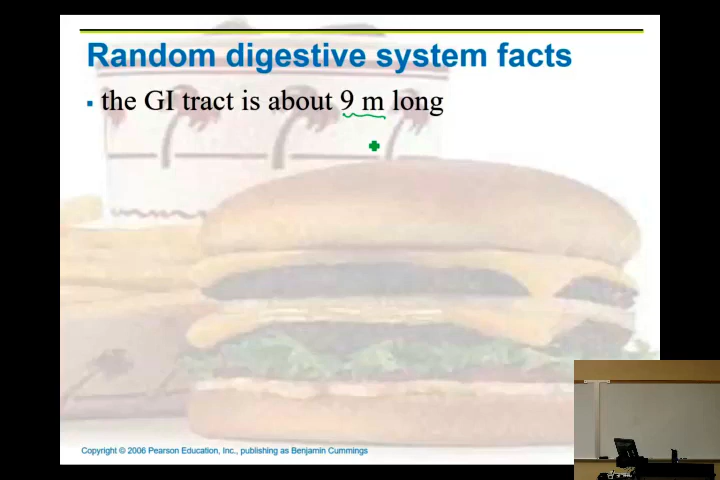 Random digestive system facts
▪ the GI tract is about 9 m long
Copyright © 2006 Pearson Education, Inc., publishing as Benjamin Cummings